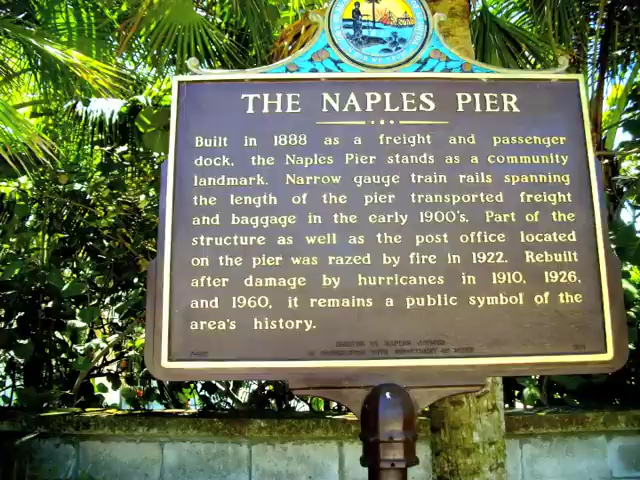 THE NAPLES PIER
Built in 1888 as a freight and passenger
dock, the Naples Pier stands as a community
landmark. Narrow gauge train rails spanning
the length of the pier transported freight
and baggage in the early 1900's. Part of the
structure as well as the post office located
on the pier was razed by fire in 1922. Rebuilt
after damage by hurricanes in 1910, 1926,
and 1960, it remains a public symbol of the
area's history.